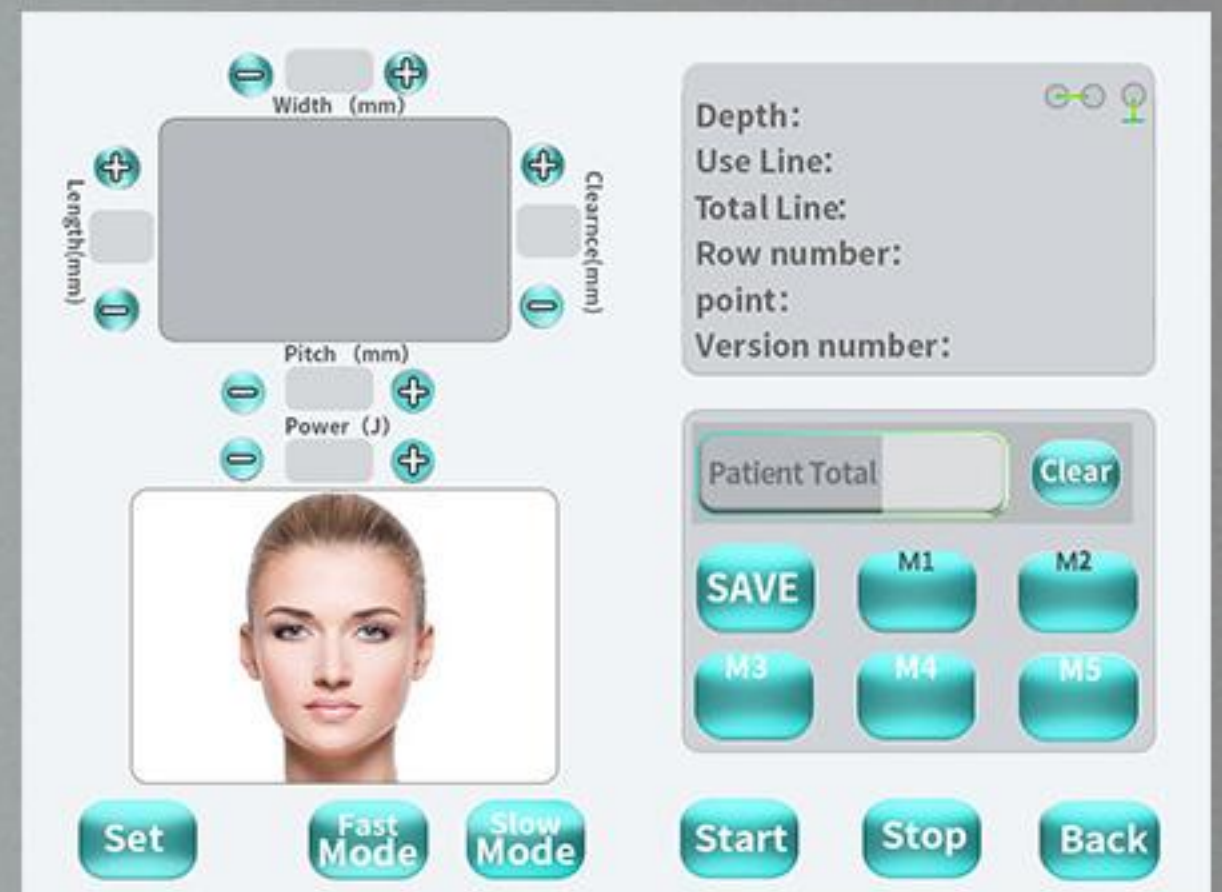 Width (mm)
Length(mm)
Clearnce(mm)
Pitch (mm)
Power (J)
Set
Fast
Mode
Slow
Mode
Depth:
Use Line:
Total Line:
Row number:
point:
Version number:
Patient Total
Clear
SAVE
M1
M2
M3
M4
M5
Start
Stop
Back